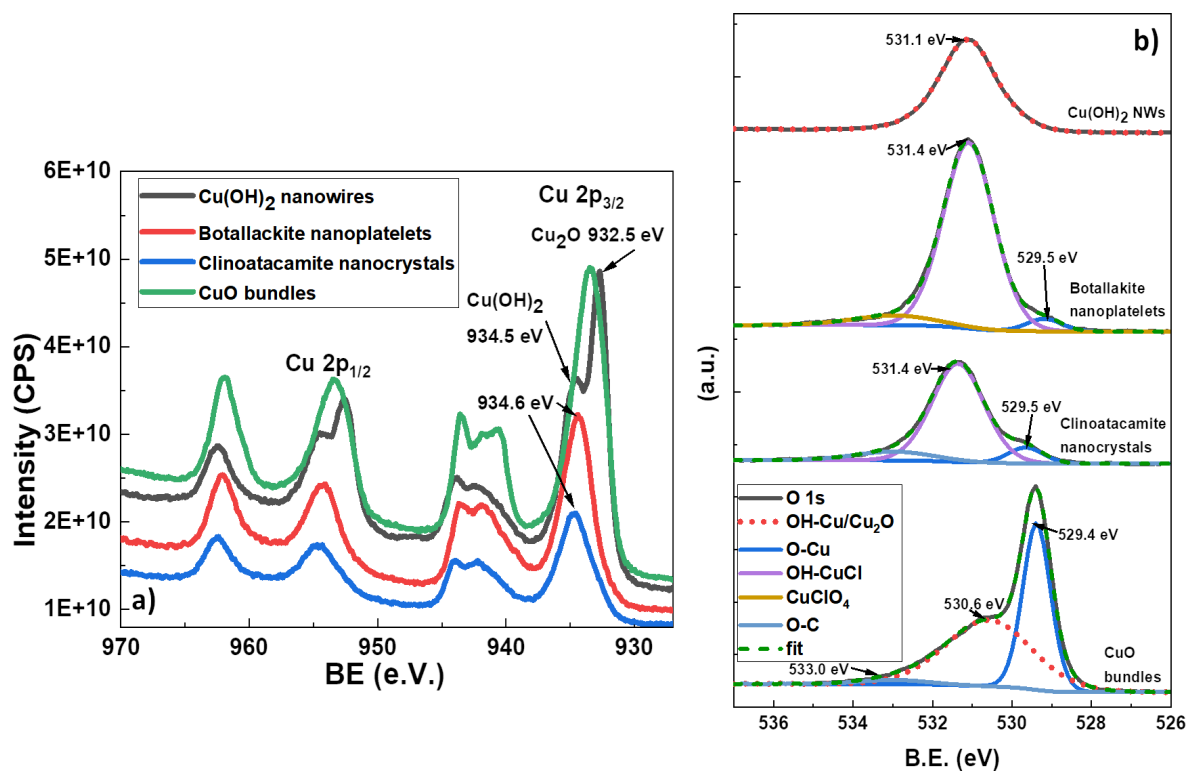 6E+10
5E+10
4E+10
3E+10
2E+10
1E+10
Intensity (CPS)
Cu(OH)2 nanowires
Botallackite nanoplatelets
Clinoatacamite nanocrystals
CuO bundles
Cu 2p3/2
Cu2O 932.5 eV
Cu(OH)2
934.5 eV
Cu 2p1/2
934.6 eV
a)
970
960
950
940
930
BE (e.V.)
b)
531.1 eV
Cu(OH)2 NWs
531.4 eV
529.5 eV
Botallakite
nanoplatelets
531.4 eV
529.5 eV
Clinoatacamite
nanocrystals
(a.u.)
O 1s
OH-Cu/Cu2O
O-Cu
OH-CuCl
CuClO4
O-C
fit
529.4 eV
530.6 eV
533.0 eV
CuO
bundles
536
534
532
530
528
526
B.E. (eV)